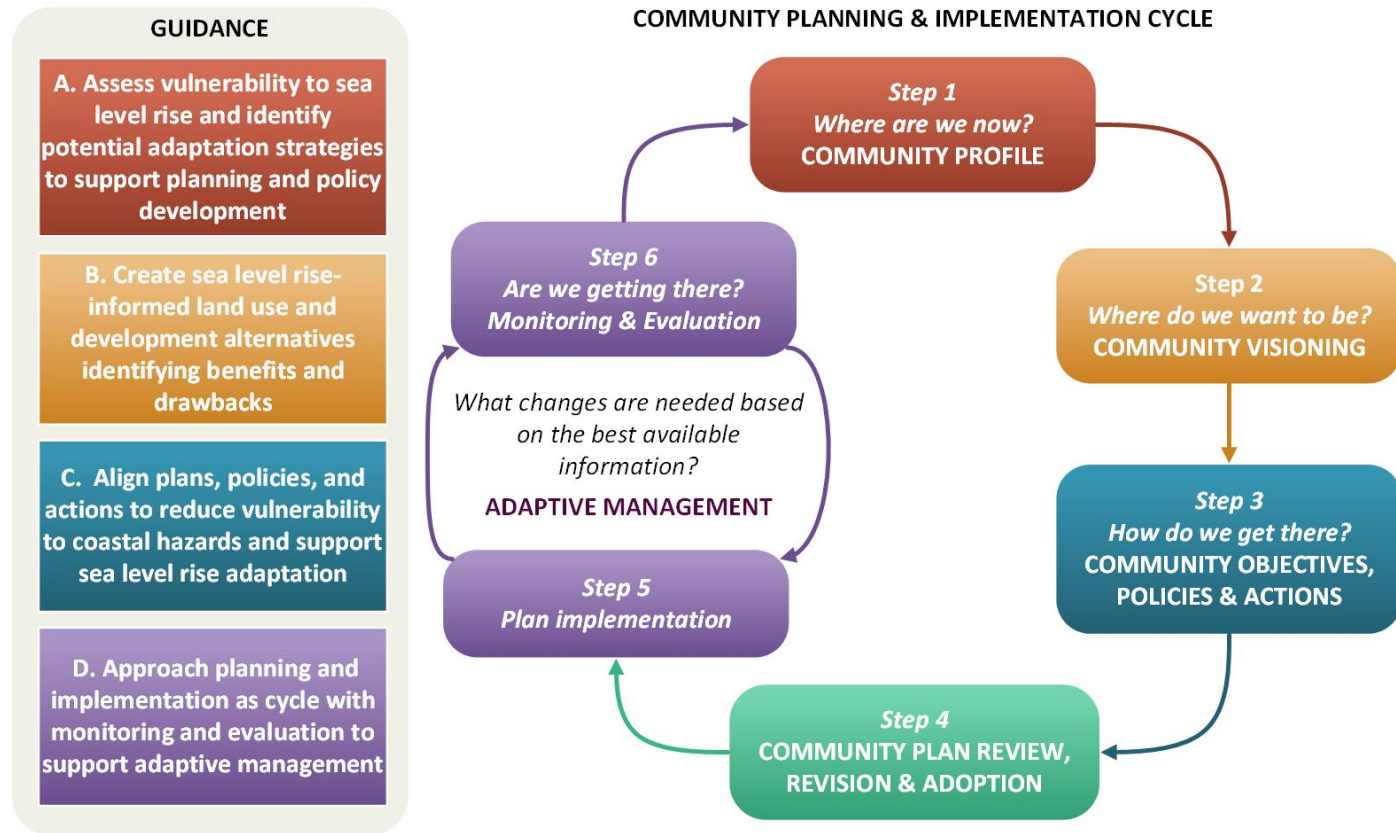 GUIDANCE
A. Assess vulnerability to sea
level rise and identify
potential adaptation strategies
to support planning and policy
development
B. Create sea level rise-
informed land use and
development alternatives
identifying benefits and
drawbacks
C. Align plans, policies, and
actions to reduce vulnerability
to coastal hazards and support
sea level rise adaptation
D. Approach planning and
implementation as cycle with
monitoring and evaluation to
support adaptive management
COMMUNITY PLANNING & IMPLEMENTATION CYCLE
Step 1
Where are we now?
COMMUNITY PROFILE
Step 2
Where do we want to be?
COMMUNITY VISIONING
Step 3
How do we get there?
COMMUNITY OBJECTIVES,
POLICIES & ACTIONS
Step 4
COMMUNITY PLAN REVIEW,
REVISION & ADOPTION
Step 5
Plan implementation
Step 6
Are we getting there?
Monitoring & Evaluation
What changes are needed based
on the best available
information?
ADAPTIVE MANAGEMENT